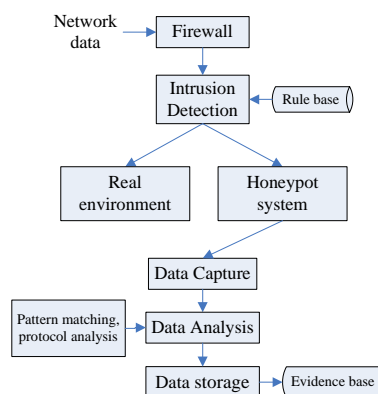 Network
data
Firewall
Intrusion
Detection
Rule base
Real
environment
Honeypot
system
Data Capture
Pattern matching,
protocol analysis
Data Analysis
Data storage
Evidence base